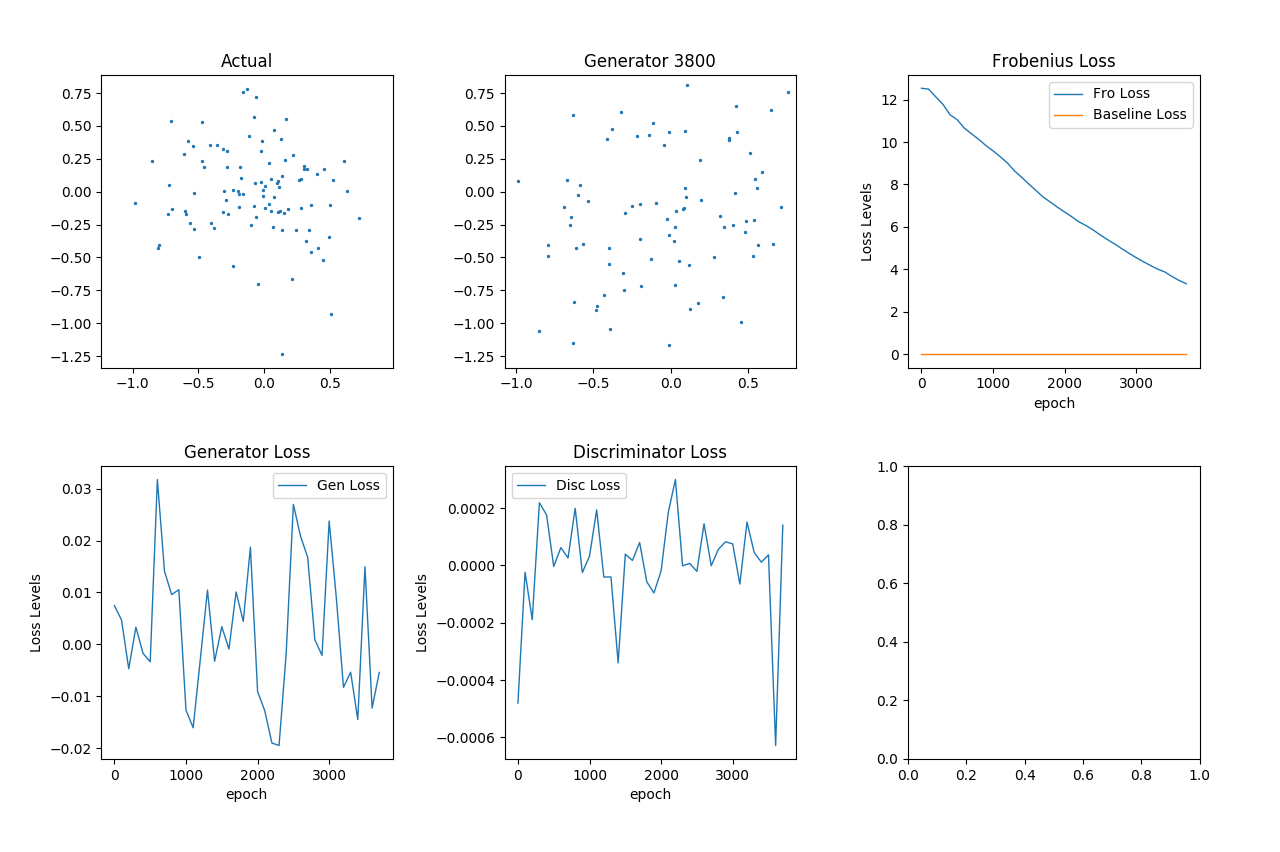 Actual
0.75
0.50
0.25
0.00
−0.25
−0.50
−0.75
−1.00
−1.25
−1.0 −0.5 0.0 0.5
Generator 3800
0.75
0.50
0.25
0.00
−0.25
−0.50
−0.75
−1.00
−1.25
−1.0 −0.5 0.0 0.5
Frobenius Loss
Fro Loss
Baseline Loss
Loss Levels
12
10
8
6
4
2
0
0 1000 2000 3000
epoch
Generator Loss
Gen Loss
Loss Levels
0.03
0.02
0.01
0.00
−0.01
−0.02
0 1000 2000 3000
epoch
Discriminator Loss
Disc Loss
Loss Levels
0.0002
0.0000
−0.0002
−0.0004
−0.0006
0 1000 2000 3000
epoch
1.0
0.8
0.6
0.4
0.2
0.0
0.0 0.2 0.4 0.6 0.8 1.0